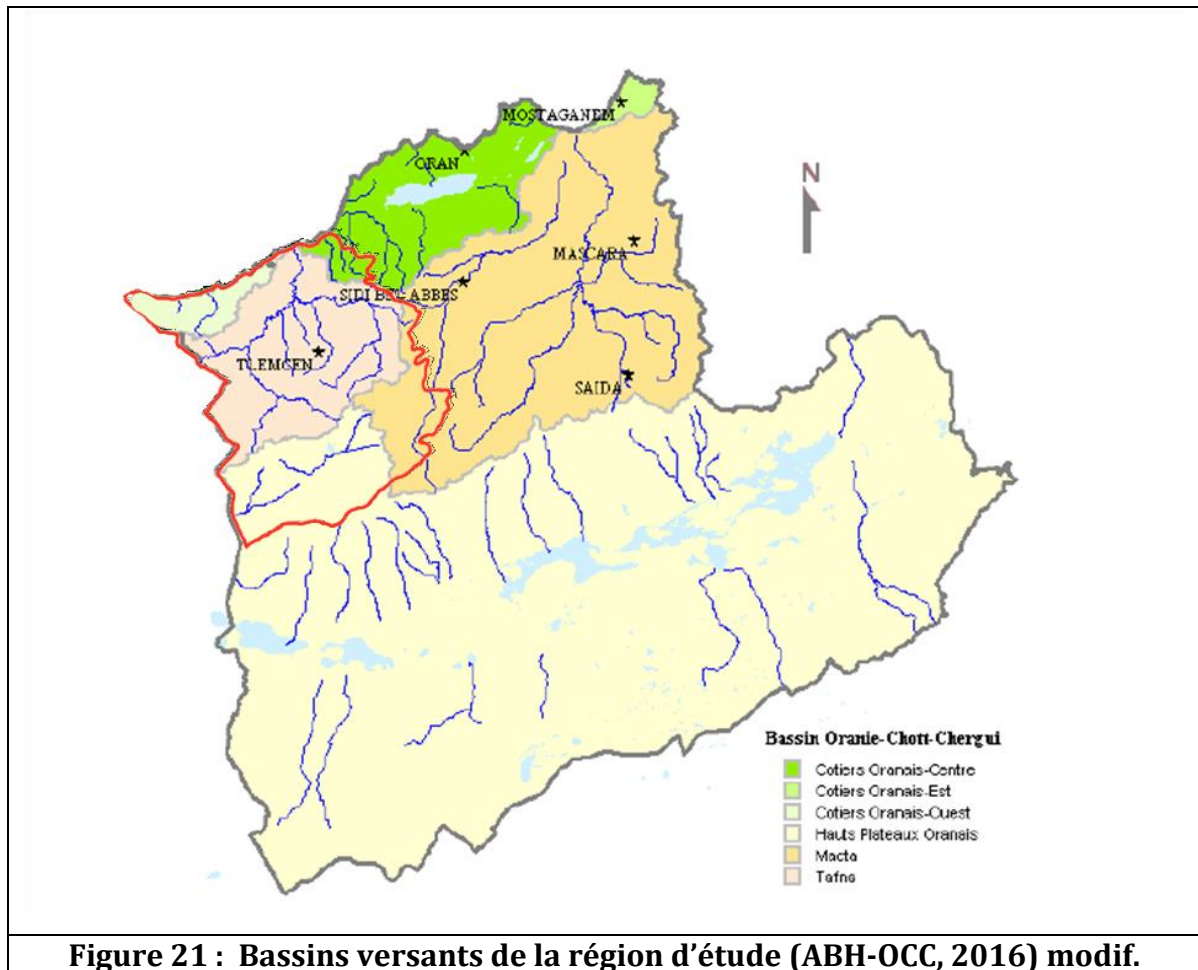 MOSTAGANEM
ORAN
N
MASCARA
SIDI BEL ABBES
TLEMCEN
SAIDA
Bassin Oranie-Chott-Chergui
Cotiers Oranais-Centre
Cotiers Oranais-Est
Cotiers Oranais-Ouest
Hauts Plateaux Oranais
Macta
Tafna
Figure 21 : Bassins versants de la région d’étude (ABH-OCC, 2016) modif.